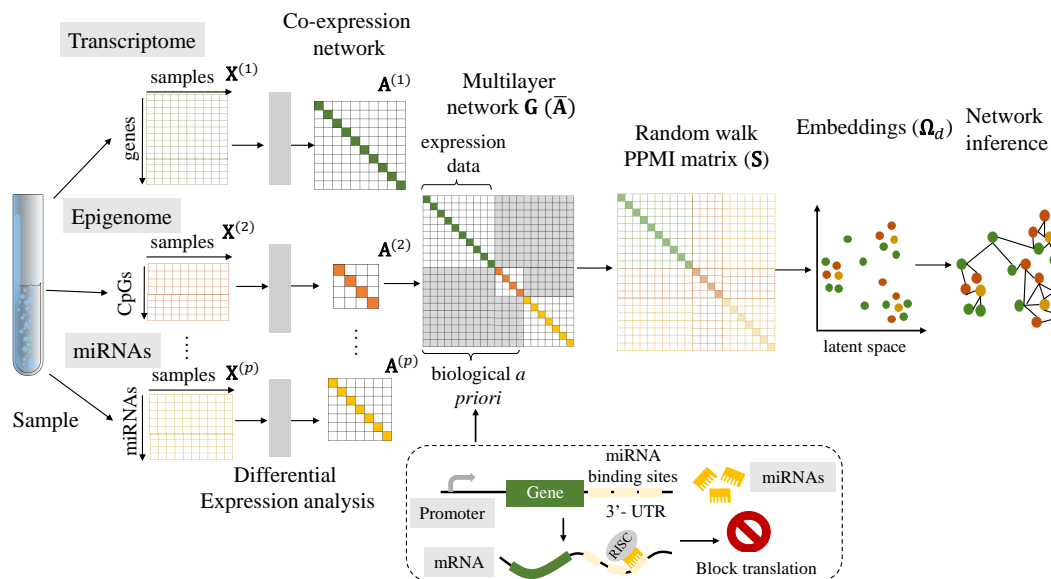 Transcriptome
samples
X(1)
genes
Co-expression
network
A(1)
Epigenome
samples
X(2)
CpGs
A(2)
miRNAs
samples
X(p)
miRNAs
A(p)
Sample
Differential
Expression analysis
Multilayer
network G (A̅)
expression
data
biological a
priori
Random walk
PPMI matrix (S)
Embeddings (Ωd)
latent space
Network
inference
miRNA
binding sites
miRNAs
Gene
Promoter
3'- UTR
RISC
mRNA
Block translation